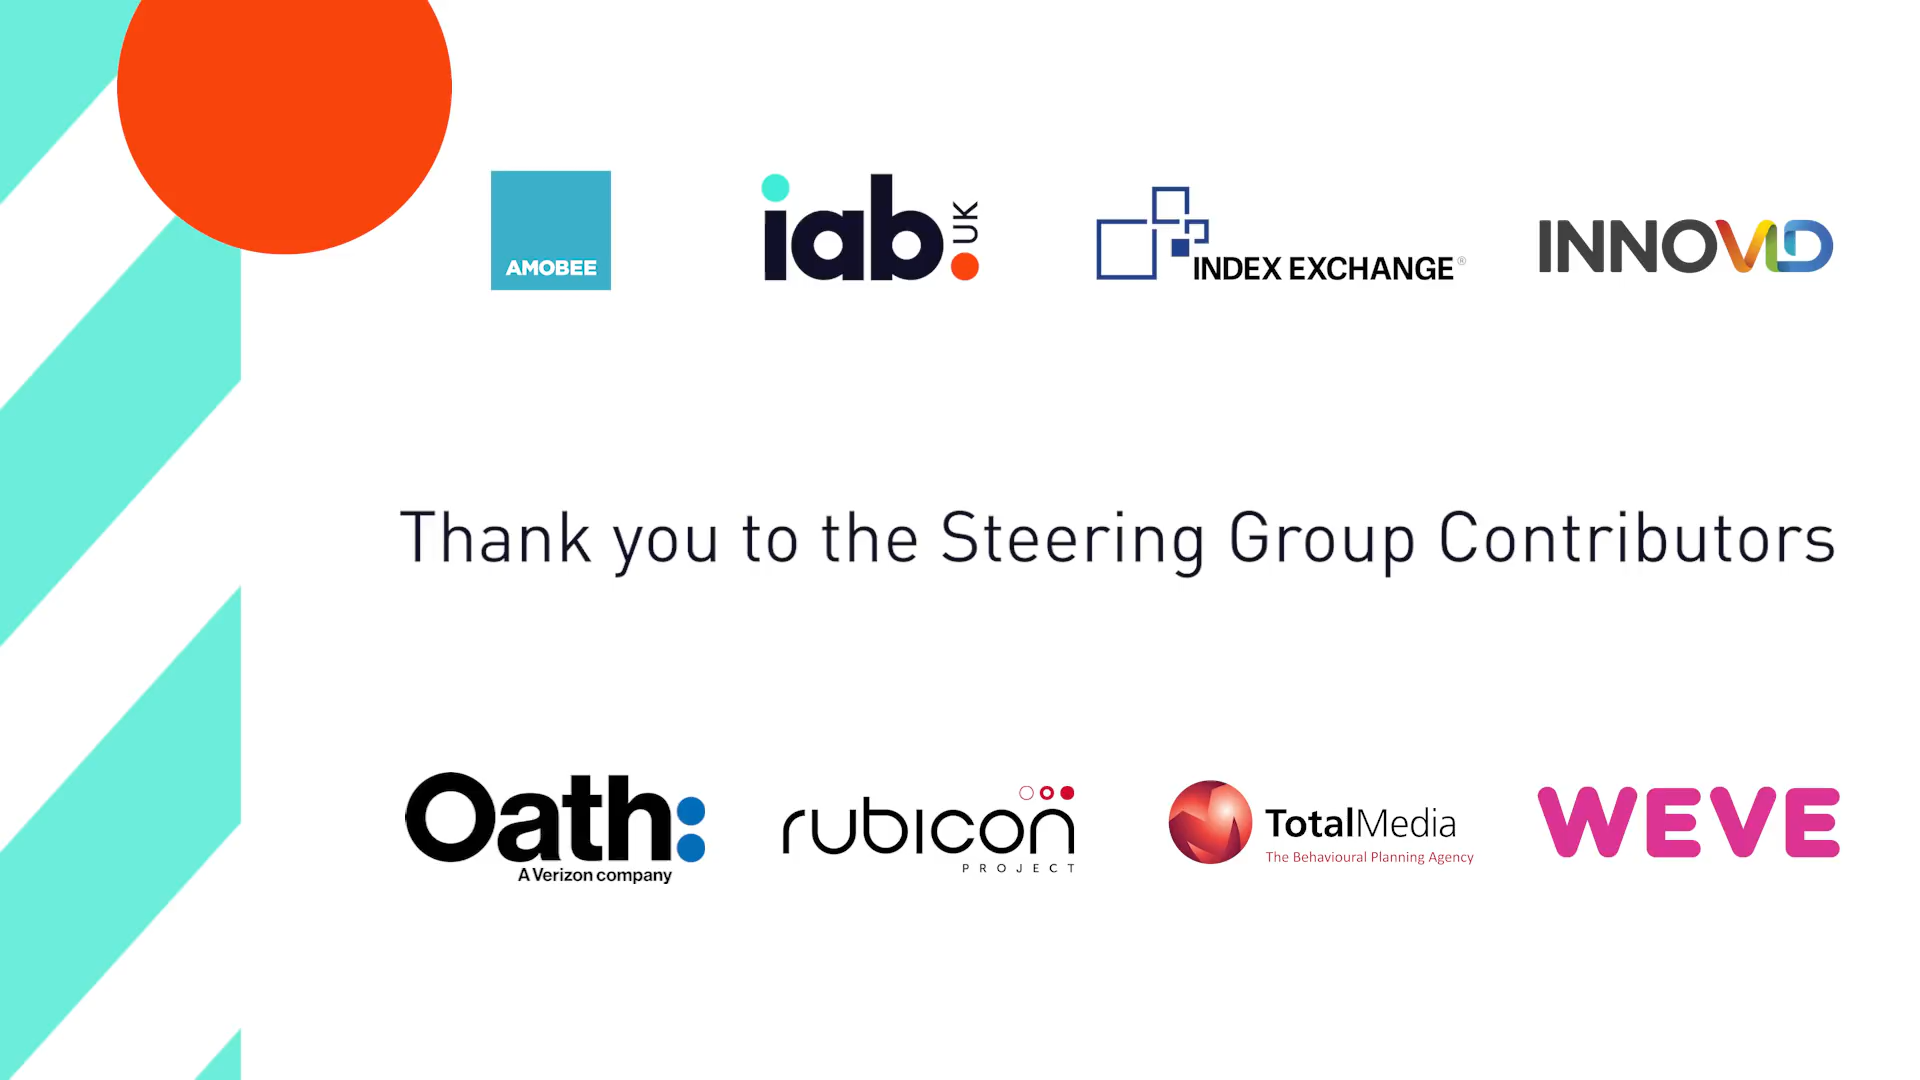 AMOBEE
iab UK
INDEX EXCHANGE®
INNOVID
Thank you to the Steering Group Contributors
Oath:
A Verizon company
rubicon
PROJECT
TotalMedia
The Behavioural Planning Agency
WEVE